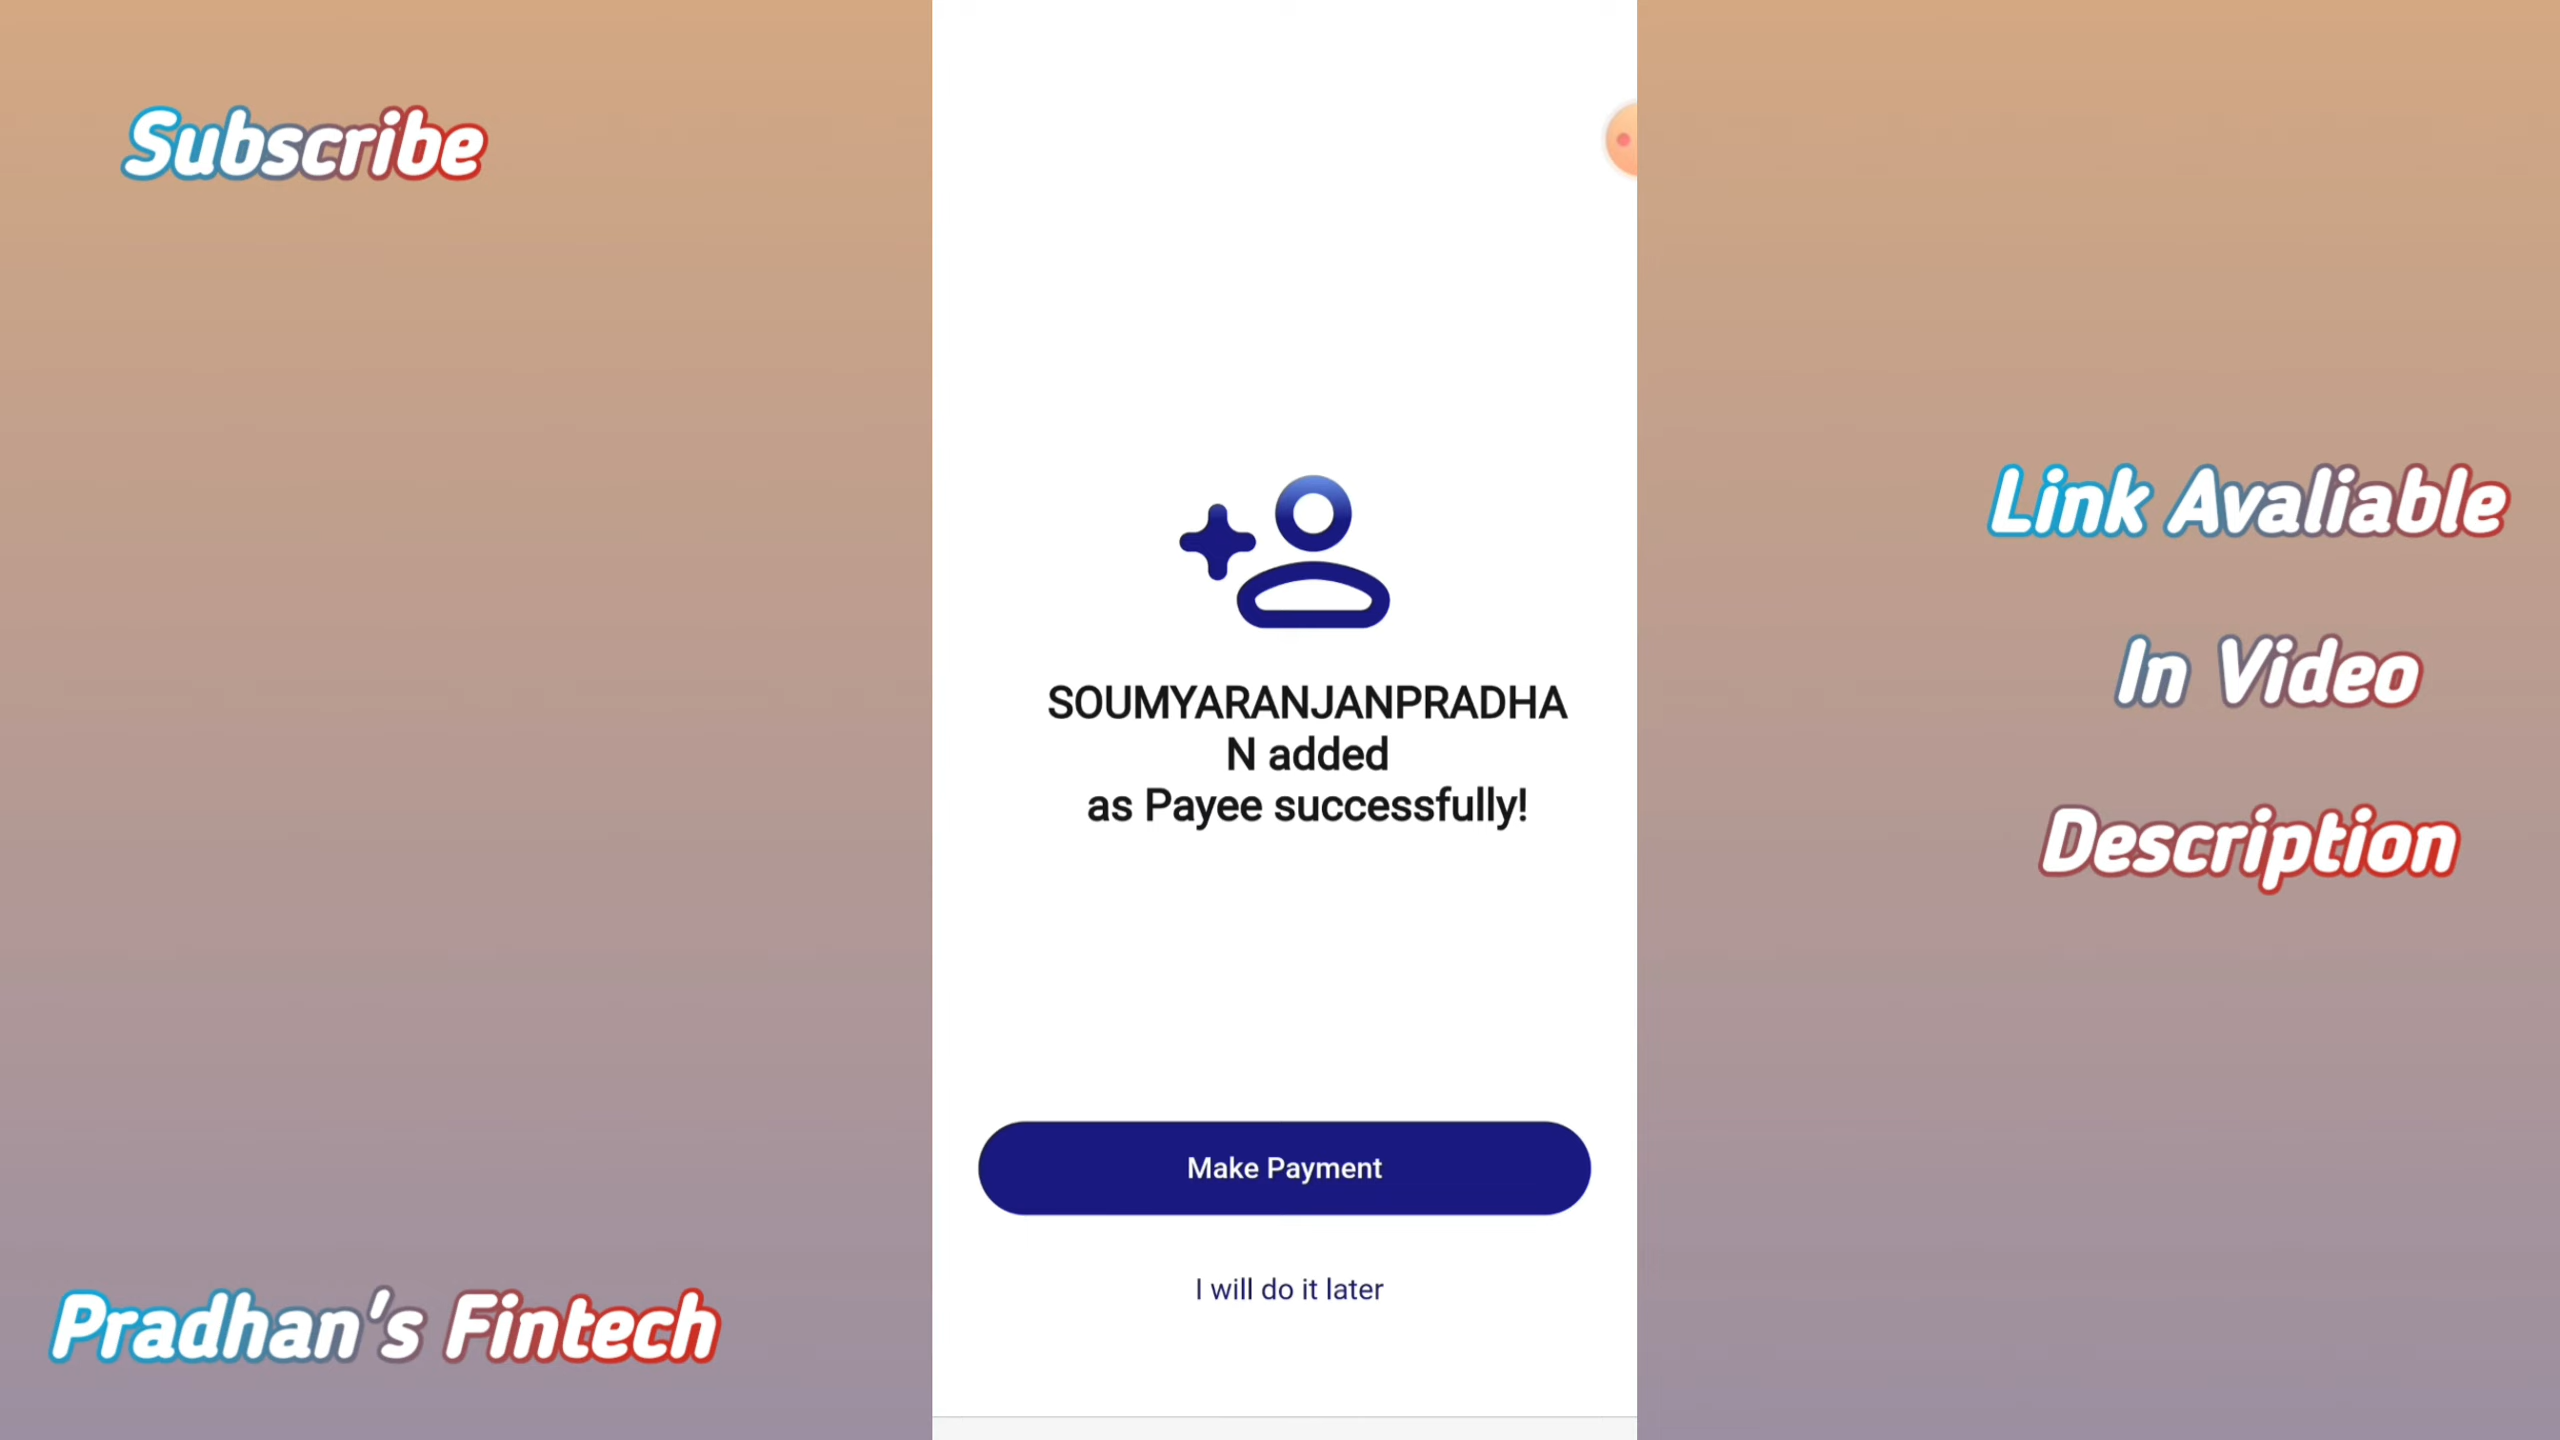 Subscribe
SOUMYARANJANPRADHA
N added
as Payee successfully!
Make Payment
I will do it later
Link Avaliable
In Video
Description
Pradhan's Fintech